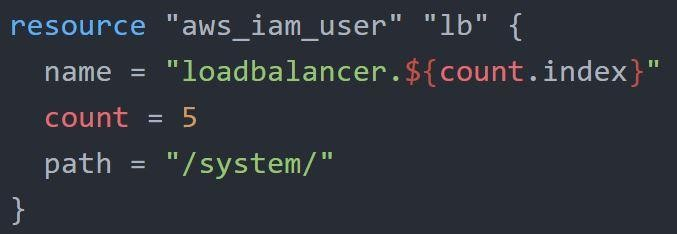 resource "aws_iam_user" "lb" {
  name = "loadbalancer.${count.index}"
  count = 5
  path = "/system/"
}